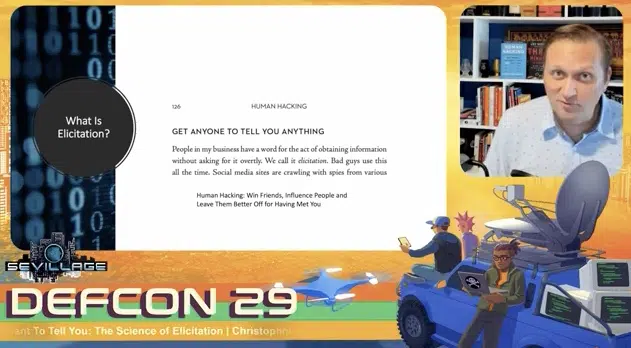 What Is
Elicitation?
126 HUMAN HACKING
GET ANYONE TO TELL YOU ANYTHING
People in my business have a word for the act of obtaining information
without asking for it overtly. We call it elicitation. Bad guys use this
all the time. Social media sites are crawling with spies from various
Human Hacking: Win Friends, Influence People and
Leave Them Better Off for Having Met You
HUMAN
HACKING
SEVILLAGE
DEFCON 29
ant To Tell You: The Science of Elicitation | Christoph